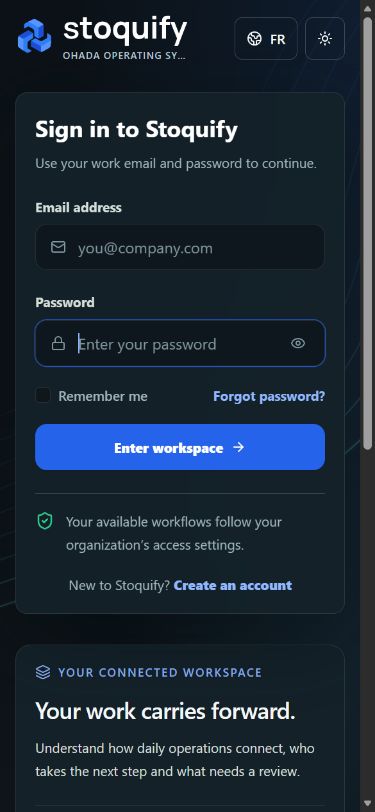 stoquify
OHADA OPERATING SY...
FR
Sign in to Stoquify
Use your work email and password to continue.
Email address
you@company.com
Password
Enter your password
Remember me
Forgot password?
Enter workspace →
Your available workflows follow your
organization's access settings.
New to Stoquify? Create an account
YOUR CONNECTED WORKSPACE
Your work carries forward.
Understand how daily operations connect, who
takes the next step and what needs a review.